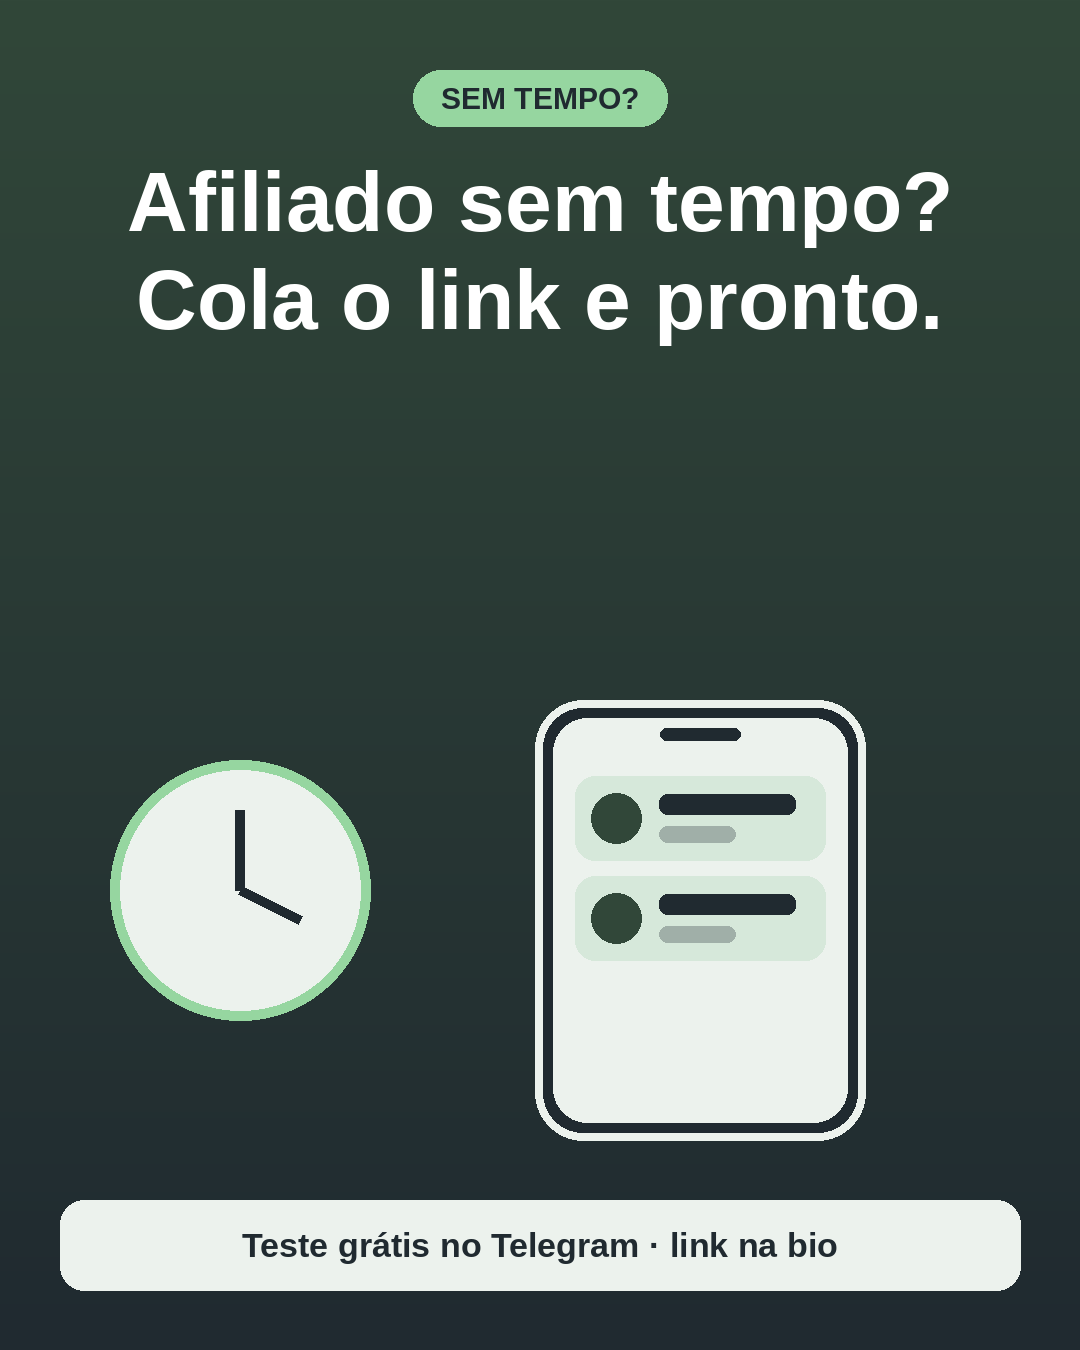 SEM TEMPO?
Afiliado sem tempo?
Cola o link e pronto.
Teste grátis no Telegram · link na bio